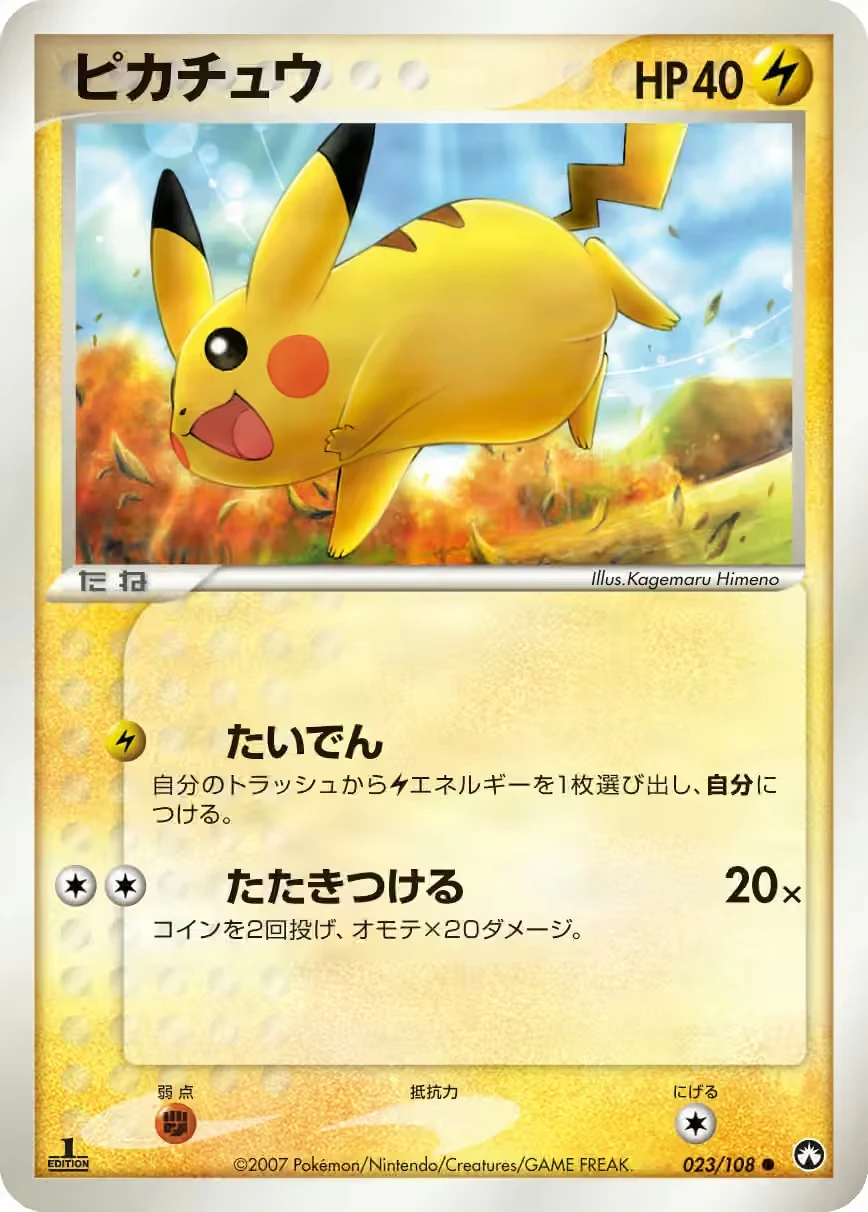 ピカチュウ HP40
たね Illus.Kagemaru Himeno
たいでん
自分のトラッシュからエネルギーを1枚選び出し、自分に
つける。
たたきつける 20×
コインを2回投げ、オモテ×20ダメージ。
弱点 抵抗力 にげる
1
EDITION ©2007 Pokémon/Nintendo/Creatures/GAME FREAK. 023/108